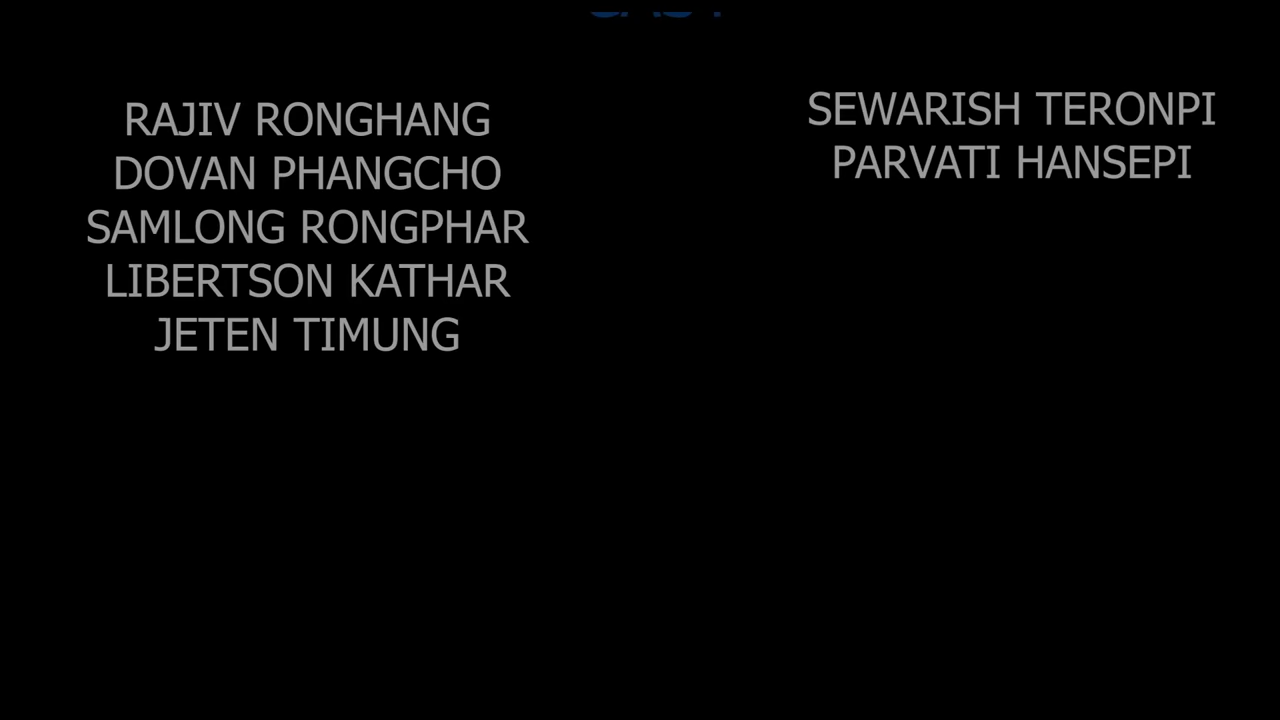 RAJIV RONGHANG
DOVAN PHANGCHO
SAMLONG RONGPHAR
LIBERTSON KATHAR
JETEN TIMUNG
SEWARISH TERONPI
PARVATI HANSEPI